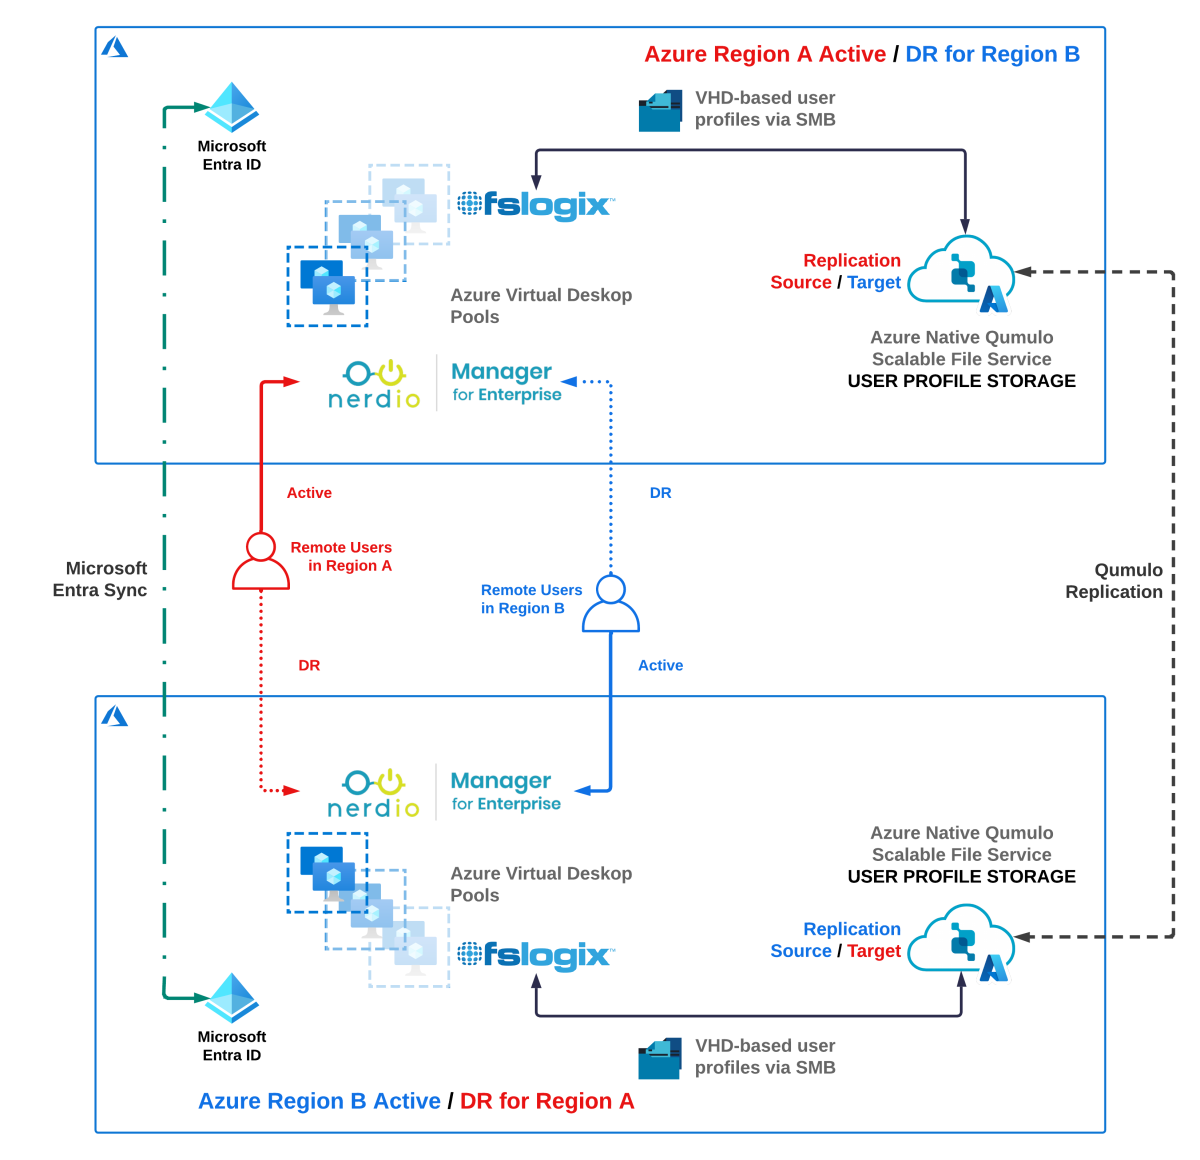 Azure Region A Active / DR for Region B
VHD-based user
profiles via SMB
Microsoft
Entra ID
fslogix™
Replication
Source / Target
Azure Virtual Deskop
Pools
Azure Native Qumulo
Scalable File Service
USER PROFILE STORAGE
nerdio
Manager
for Enterprise
Active
DR
Remote Users
in Region A
Microsoft
Entra Sync
Qumulo
Replication
Remote Users
in Region B
DR
Active
nerdio
Manager
for Enterprise
Azure Native Qumulo
Scalable File Service
USER PROFILE STORAGE
Azure Virtual Deskop
Pools
Replication
Source / Target
fslogix™
Microsoft
Entra ID
VHD-based user
profiles via SMB
Azure Region B Active / DR for Region A